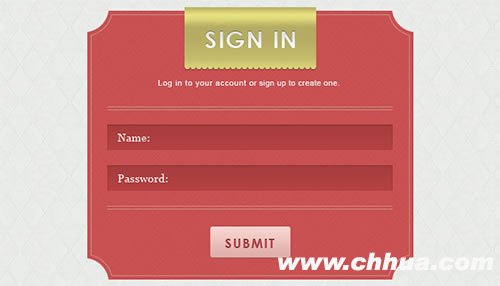 SIGN IN
Log in to your account or sign up to create one.
Name:
Password:
SUBMIT
www.chhua.com